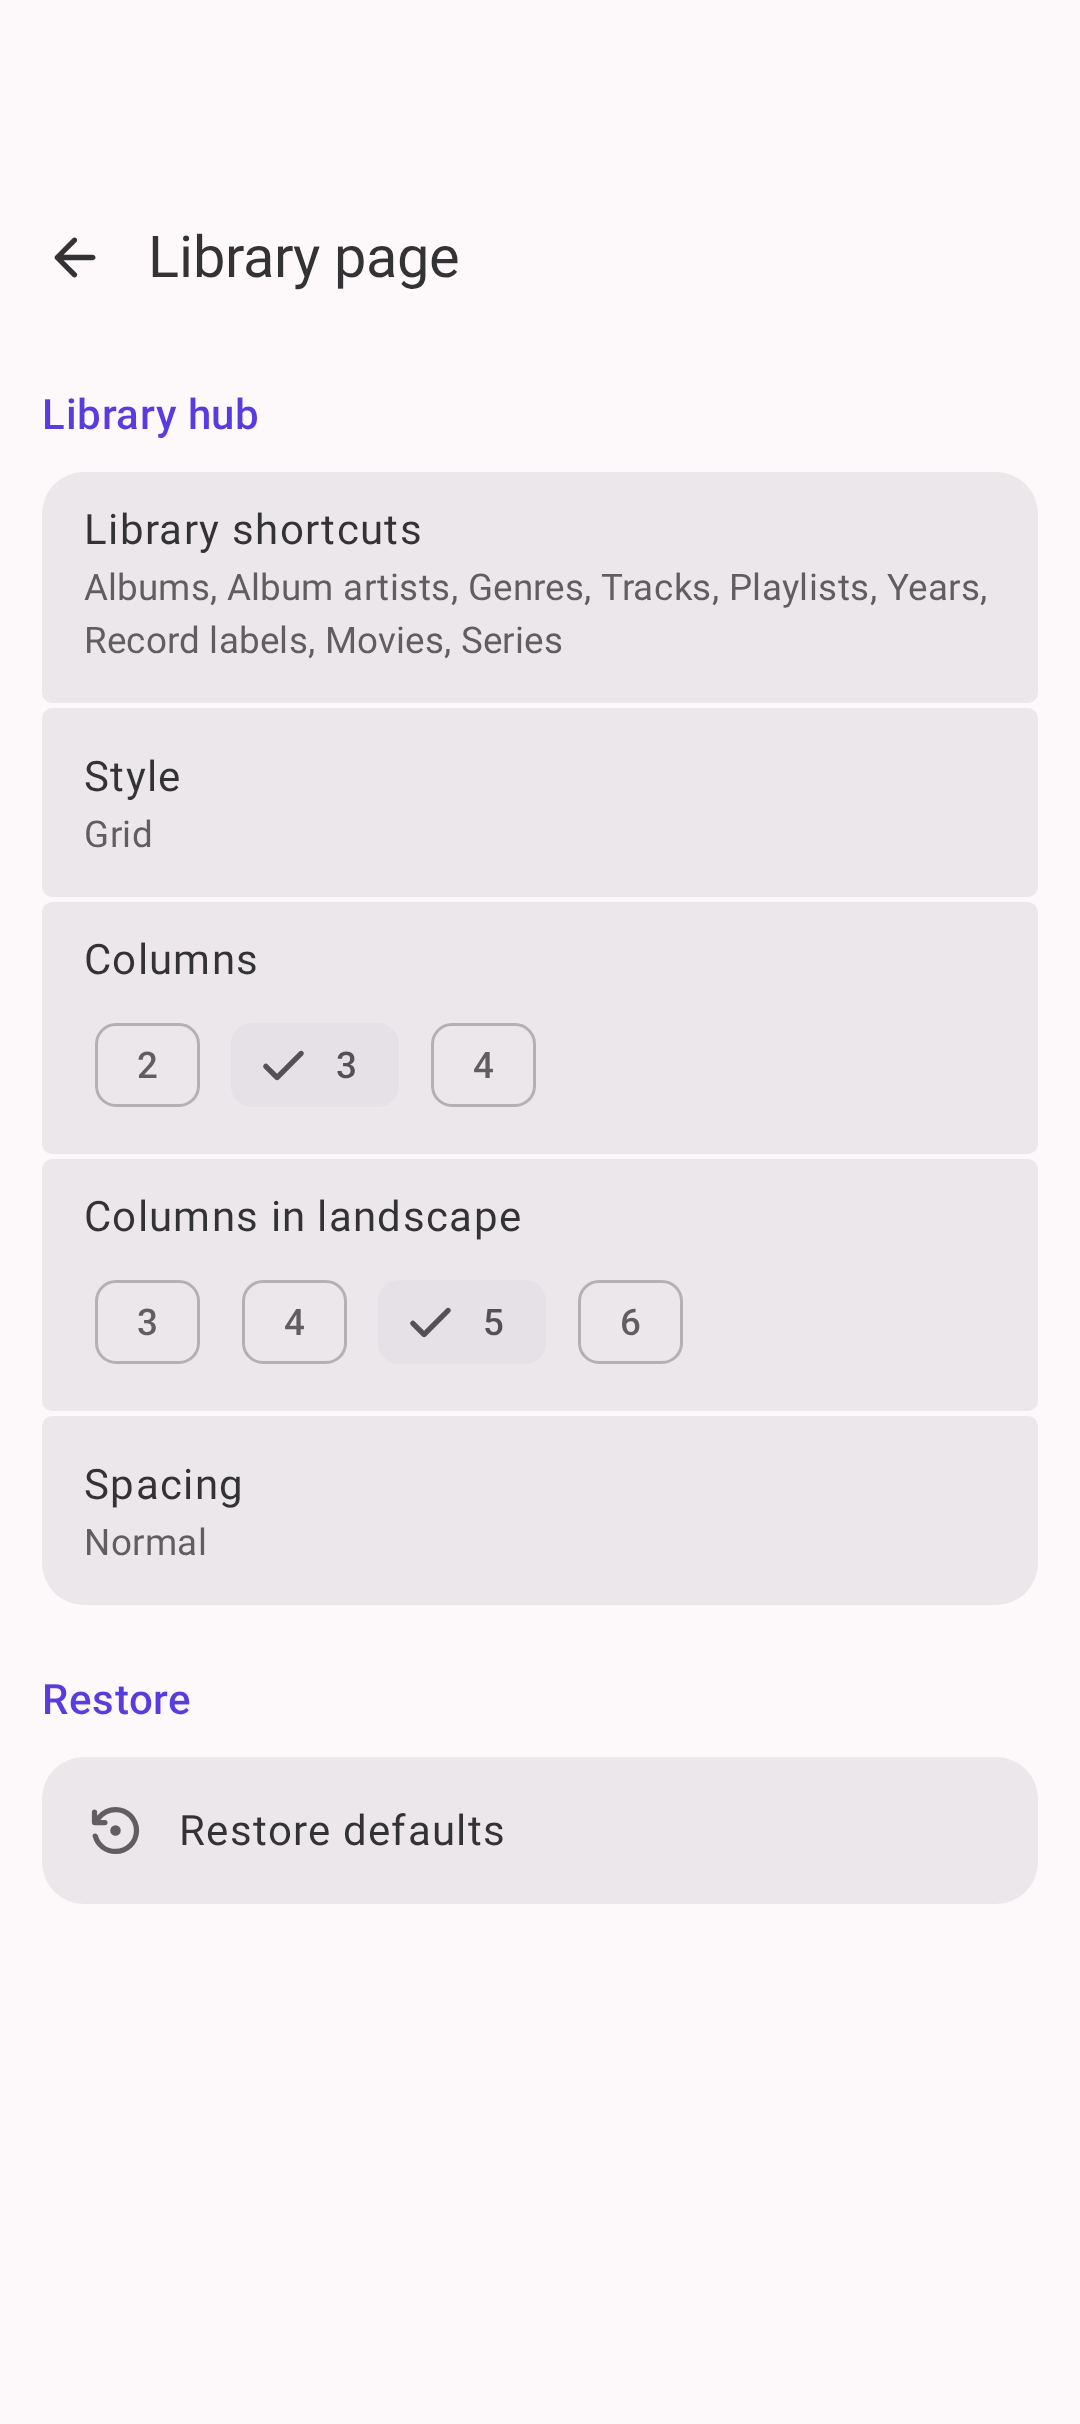 Library page
Library hub
Library shortcuts
Albums, Album artists, Genres, Tracks, Playlists, Years,
Record labels, Movies, Series
Style
Grid
Columns
2 3 4
Columns in landscape
3 4 5 6
Spacing
Normal
Restore
Restore defaults